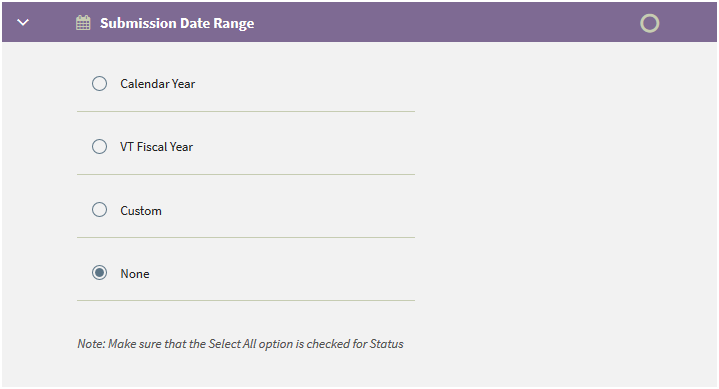 Submission Date Range
Calendar Year
VT Fiscal Year
Custom
None
Note: Make sure that the Select All option is checked for Status